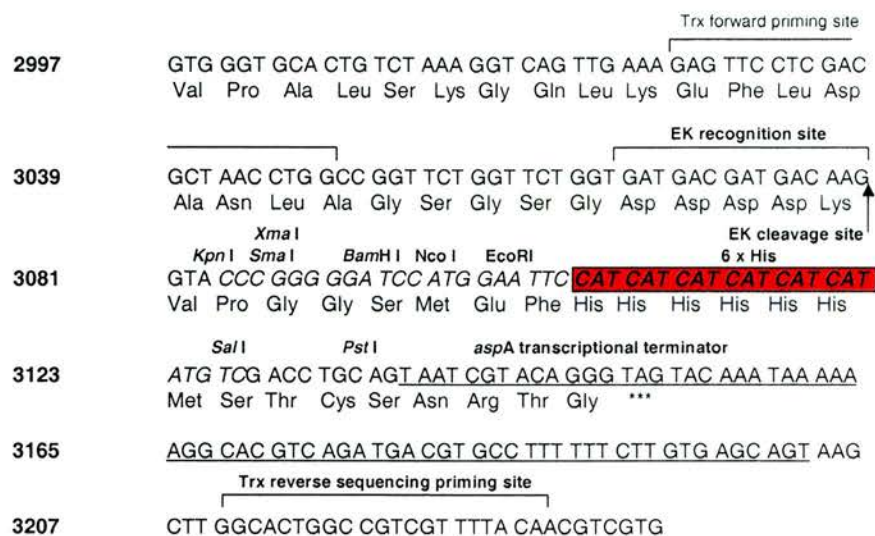 Trx forward priming site
2997 GTG GGT GCA CTG TCT AAA GGT CAG TTG AAA GAG TTC CTC GAC
Val Pro Ala Leu Ser Lys Gly Gln Leu Lys Glu Phe Leu Asp
EK recognition site
3039 GCT AAC CTG GCC GGT TCT GGT TCT GGT GAT GAC GAT GAC AAG
Ala Asn Leu Ala Gly Ser Gly Ser Gly Asp Asp Asp Asp Lys
Xma I EK cleavage site
Kpn I Sma I BamH I Nco I EcoRI 6 x His
3081 GTA CCC GGG GGA TCC ATG GAA TTC CAT CAT CAT CAT CAT CAT
Val Pro Gly Gly Ser Met Glu Phe His His His His His His
Sal I Pst I aspA transcriptional terminator
3123 ATG TCG ACC TGC AGT AAT CGT ACA GGG TAG TAC AAA TAA AAA
Met Ser Thr Cys Ser Asn Arg Thr Gly ***
3165 AGG CAC GTC AGA TGA CGT GCC TTT TTT CTT GTG AGC AGT AAG
Trx reverse sequencing priming site
3207 CTT GGCACTGGC CGTCGT TTTACAACGTCGTG